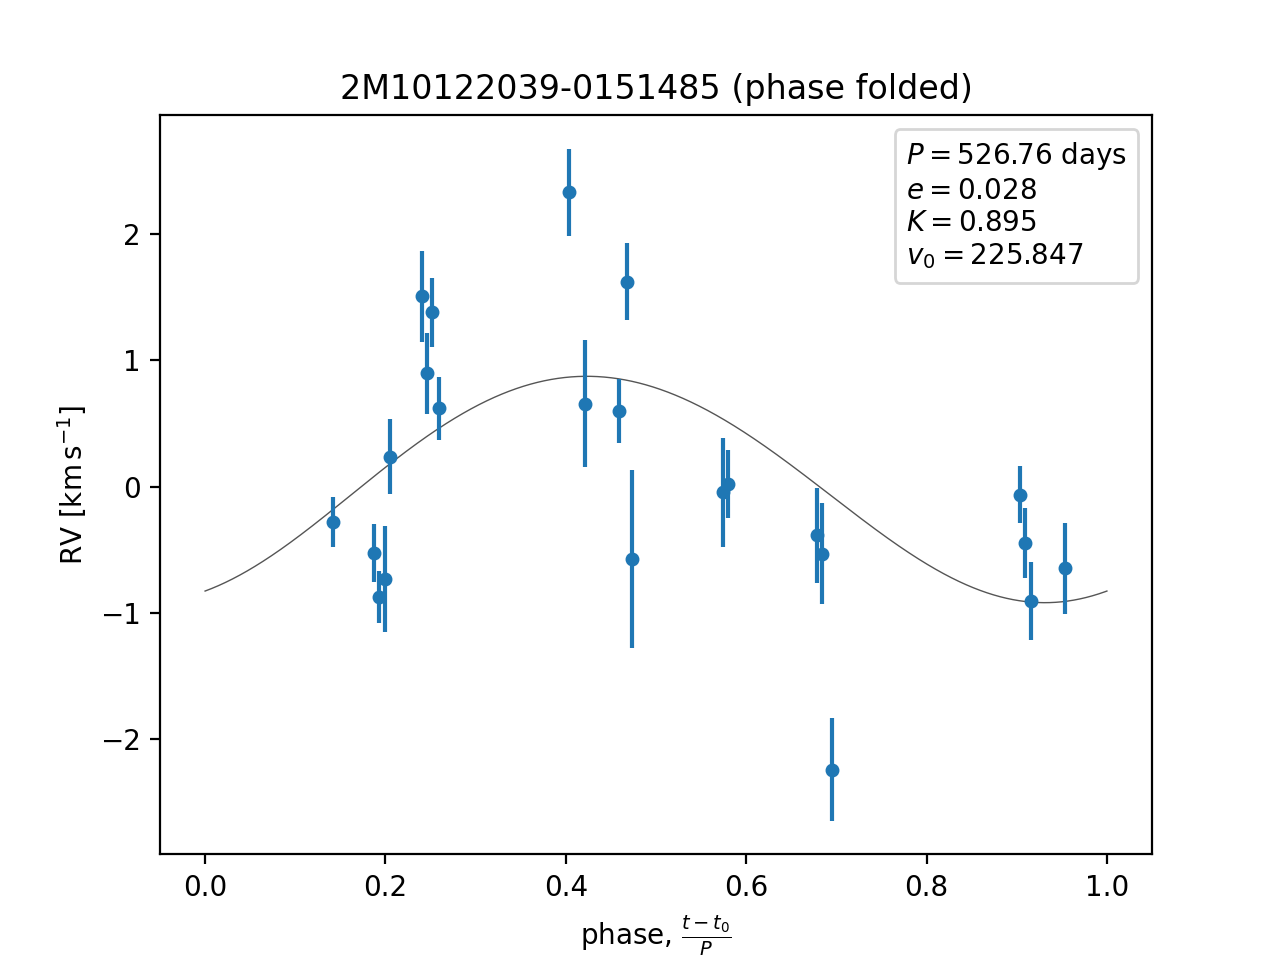 2M10122039-0151485 (phase folded)
P = 526.76 days
e = 0.028
K = 0.895
v₀ = 225.847
RV [km s⁻¹]
2
1
0
−1
−2
0.0 0.2 0.4 0.6 0.8 1.0
phase, (t − t₀)/P